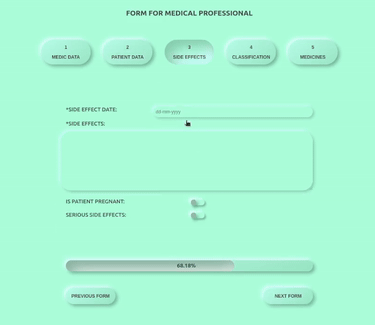 FORM FOR MEDICAL PROFESSIONAL
1
MEDIC DATA
2
PATIENT DATA
3
SIDE EFFECTS
4
CLASSIFICATION
5
MEDICINES
*SIDE EFFECT DATE:
dd-mm-yyyy
*SIDE EFFECTS:
IS PATIENT PREGNANT:
SERIOUS SIDE EFFECTS:
68.18%
PREVIOUS FORM
NEXT FORM